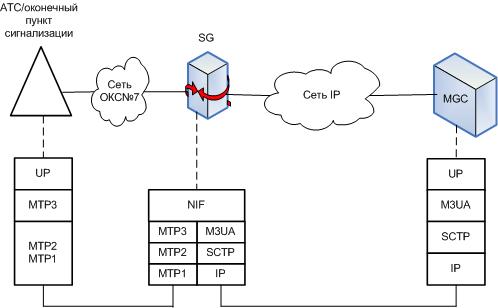 АТС/оконечный
пункт
сигнализации
SG
Сеть
ОКС№7
Сеть IP
MGC
UP
MTP3
MTP2
MTP1
NIF
MTP3
M3UA
MTP2
SCTP
MTP1
IP
UP
M3UA
SCTP
IP